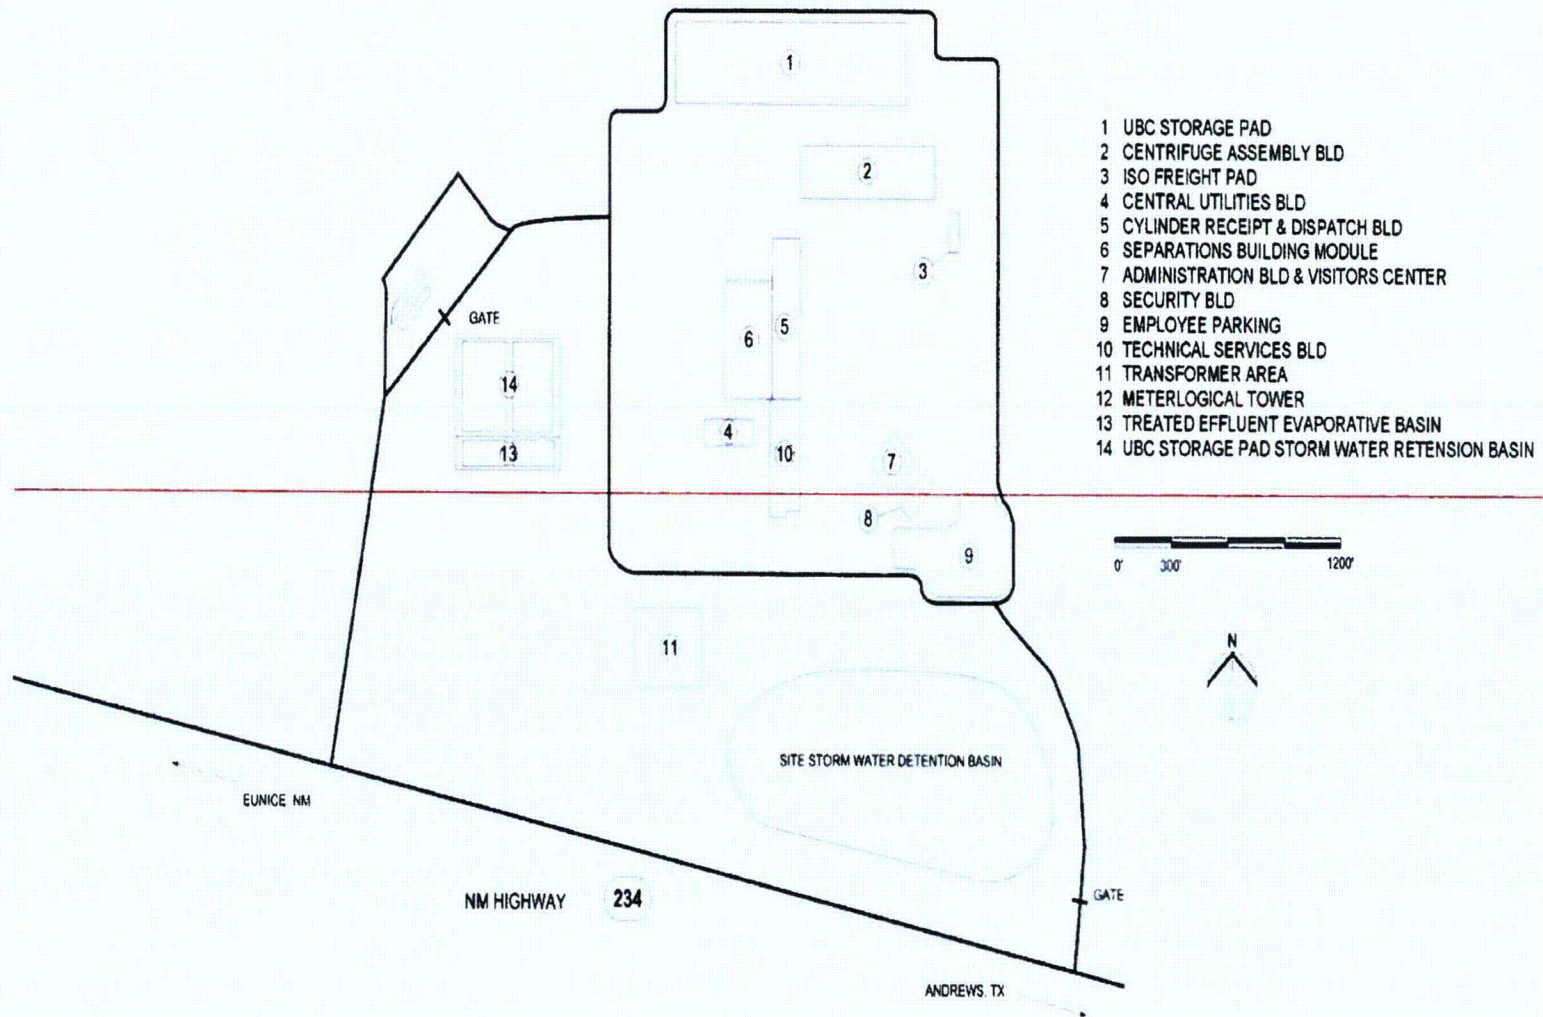 1
1 UBC STORAGE PAD
2 CENTRIFUGE ASSEMBLY BLD
3 ISO FREIGHT PAD
4 CENTRAL UTILITIES BLD
5 CYLINDER RECEIPT & DISPATCH BLD
6 SEPARATIONS BUILDING MODULE
7 ADMINISTRATION BLD & VISITORS CENTER
8 SECURITY BLD
9 EMPLOYEE PARKING
10 TECHNICAL SERVICES BLD
11 TRANSFORMER AREA
12 METERLOGICAL TOWER
13 TREATED EFFLUENT EVAPORATIVE BASIN
14 UBC STORAGE PAD STORM WATER RETENSION BASIN
2
3
GATE
6
5
14
4
13
10
7
8
9
0' 300' 1200'
11
N
SITE STORM WATER DETENTION BASIN
EUNICE NM
NM HIGHWAY 234
GATE
ANDREWS, TX